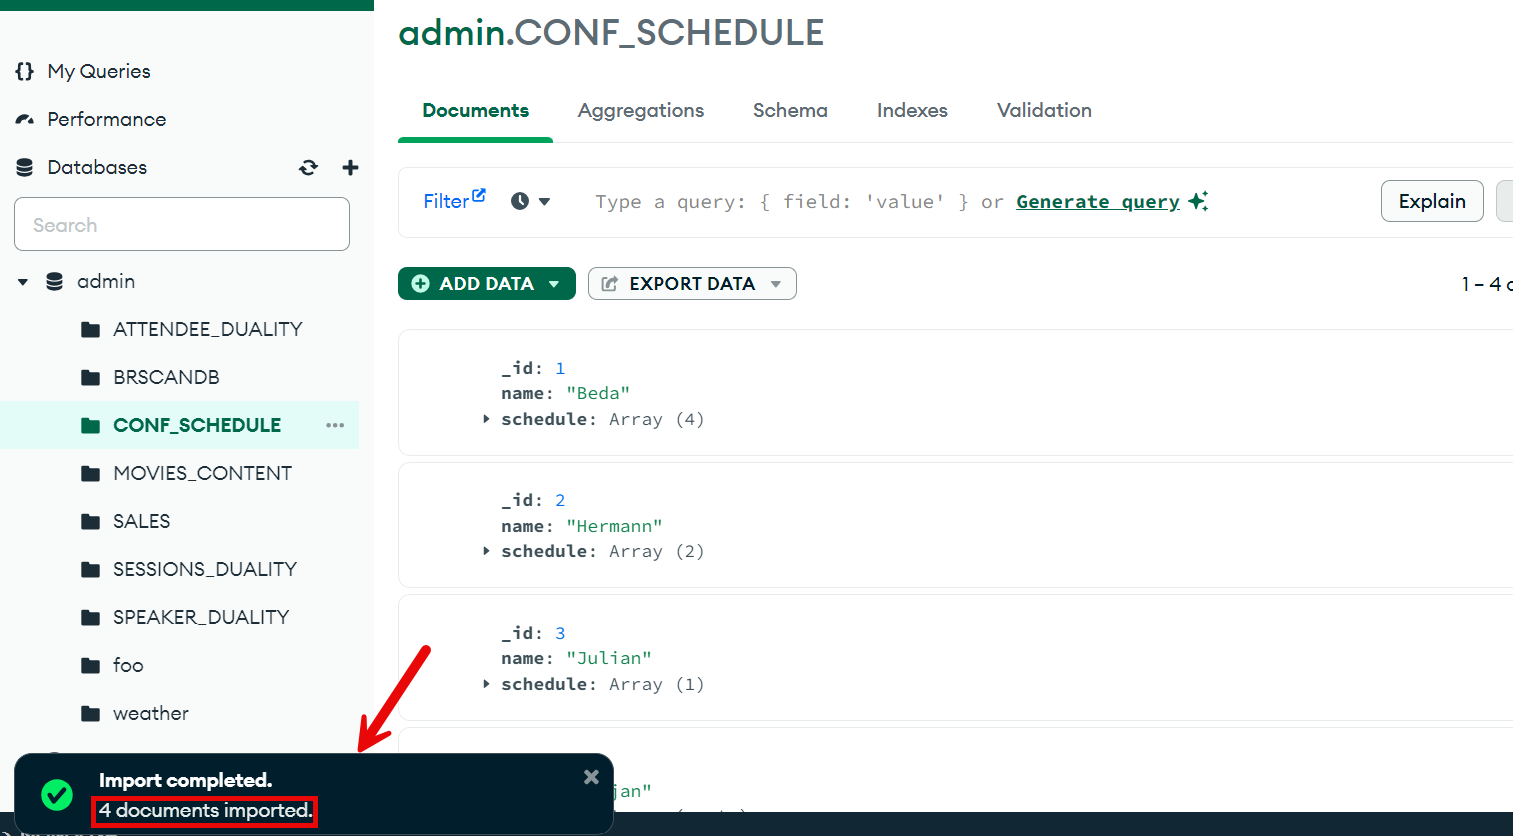 My Queries
Performance
Databases
Search
admin
ATTENDEE_DUALITY
BRSCANDB
CONF_SCHEDULE
MOVIES_CONTENT
SALES
SESSIONS_DUALITY
SPEAKER_DUALITY
foo
weather
admin.CONF_SCHEDULE
Documents Aggregations Schema Indexes Validation
Filter Type a query: { field: 'value' } or Generate query Explain
ADD DATA EXPORT DATA 1 – 4
_id: 1
name: "Beda"
schedule: Array (4)
_id: 2
name: "Hermann"
schedule: Array (2)
_id: 3
name: "Julian"
schedule: Array (1)
Import completed.
4 documents imported.